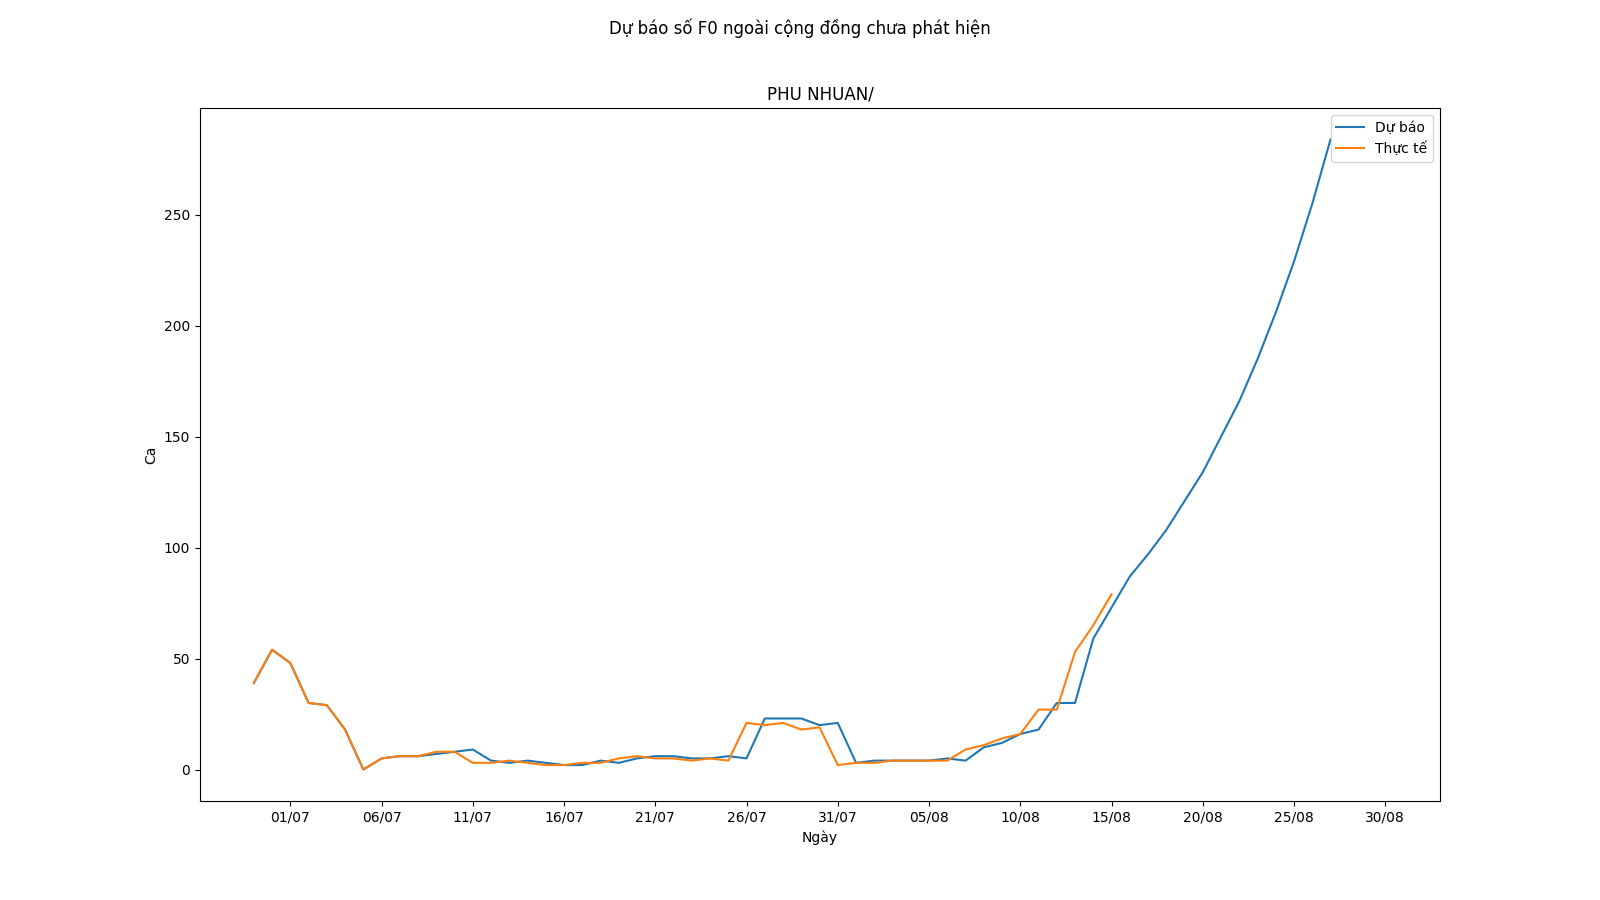 Dự báo số F0 ngoài cộng đồng chưa phát hiện
PHU NHUAN/
Dự báo
Thực tế
250
200
150
100
50
0
Ca
01/07 06/07 11/07 16/07 21/07 26/07 31/07 05/08 10/08 15/08 20/08 25/08 30/08
Ngày